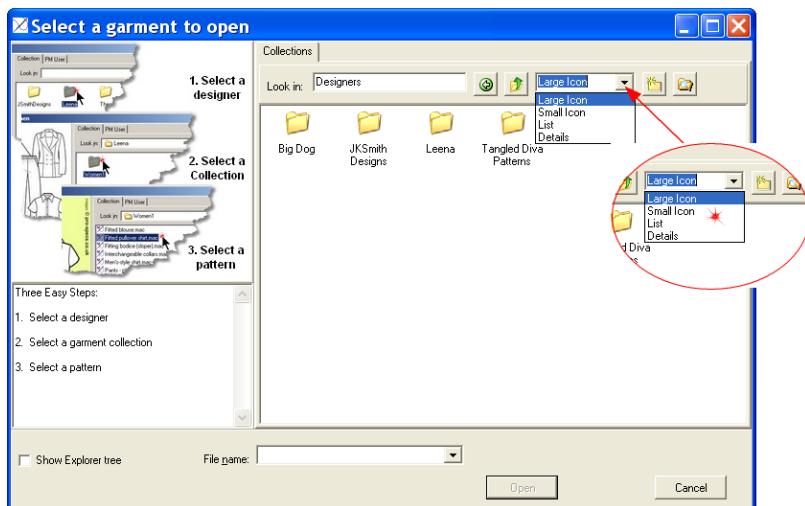 Select a garment to open
Collection PM User
Look in:
JSmithDesigns Leena
1. Select a
designer
Collection PM User
Look in: Leena
Women1
2. Select a
Collection
Collection PM User
Look in: Women1
Fitted blouse.mac
Fitted pullover shirt.mac
Fitting bodice (sloper).mac
Interchangeable collars.mac
Men's-style shirt.mac
Pants -
3. Select a
pattern
Three Easy Steps:
1. Select a designer
2. Select a garment collection
3. Select a pattern
Collections
Look in: Designers
Large Icon
Large Icon
Small Icon
List
Details
Big Dog
JKSmith
Designs
Leena
Tangled Diva
Patterns
Large Icon
Large Icon
Small Icon
List
Details
d Diva
Show Explorer tree
File name:
Open
Cancel